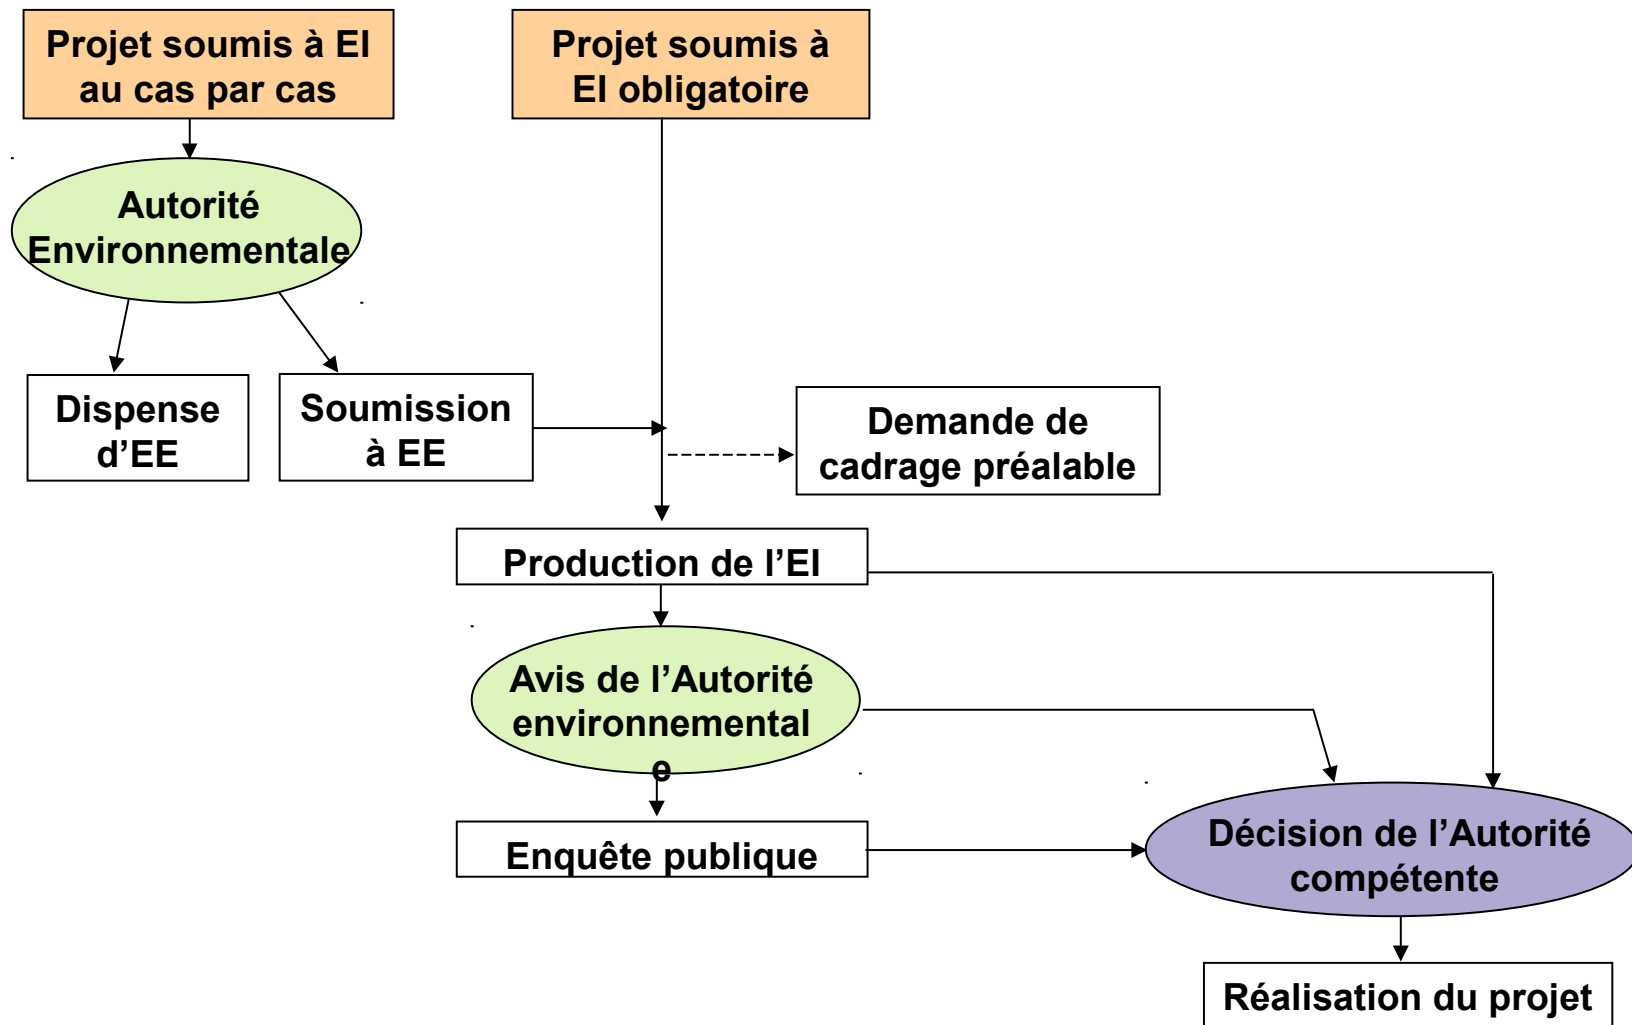 Projet soumis à EI
au cas par cas
Projet soumis à
EI obligatoire
Autorité
Environnementale
Dispense
d’EE
Soumission
à EE
Demande de
cadrage préalable
Production de l’EI
Avis de l’Autorité
environnemental
e
Enquête publique
Décision de l’Autorité
compétente
Réalisation du projet